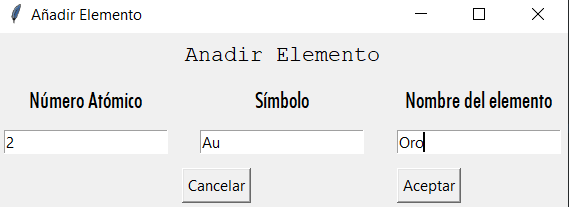 Añadir Elemento
Anadir Elemento
Número Atómico Símbolo Nombre del elemento
2 Au Oro
Cancelar Aceptar